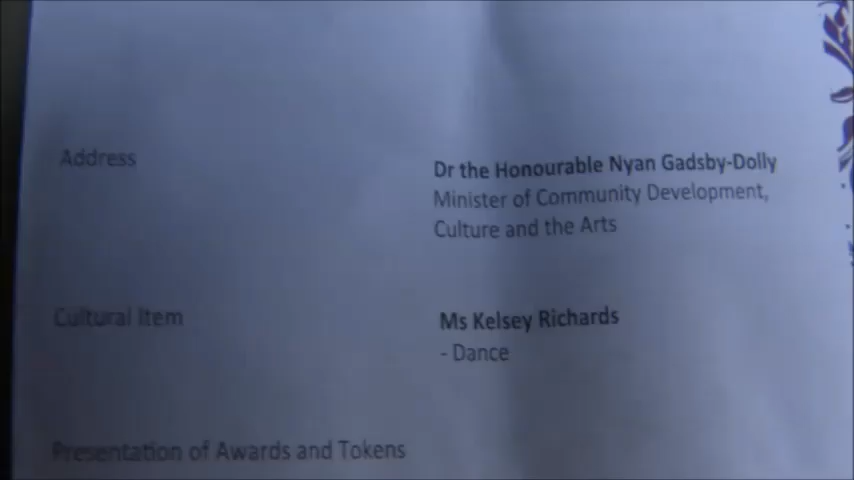 Address
Dr the Honourable Nyan Gadsby-Dolly
Minister of Community Development,
Culture and the Arts
Cultural Item
Ms Kelsey Richards
- Dance
Presentation of Awards and Tokens